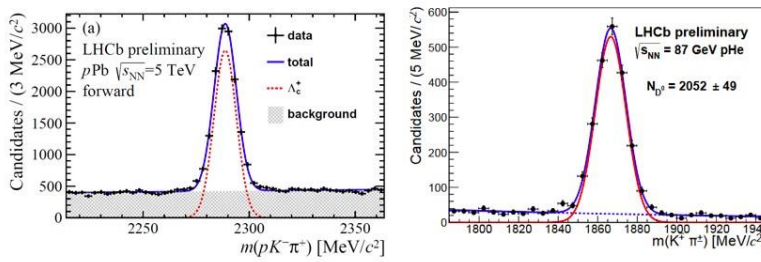 (a)
LHCb preliminary
pPb √sNN=5 TeV
forward
data
total
Λc+
background
Candidates / (3 MeV/c²)
3000
2500
2000
1500
1000
500
0
2250
2300
2350
m(pK⁻π⁺) [MeV/c²]
LHCb preliminary
√sNN = 87 GeV pHe
N_D⁰ = 2052 ± 49
Candidates / (5 MeV/c²)
600
500
400
300
200
100
0
1800
1820
1840
1860
1880
1900
1920
194
m(K⁺ π±) [MeV/c²]